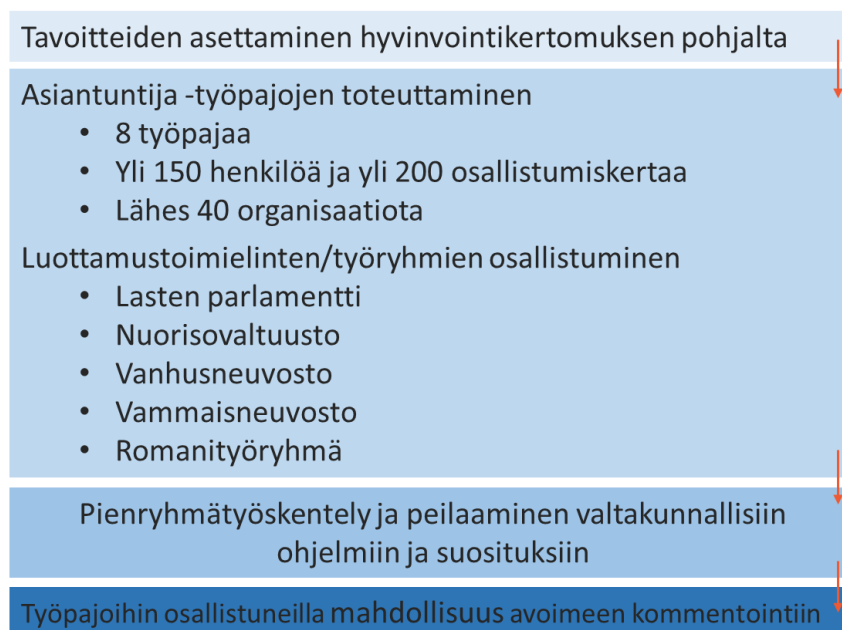 Tavoitteiden asettaminen hyvinvointikertomuksen pohjalta
Asiantuntija -työpajojen toteuttaminen
• 8 työpajaa
• Yli 150 henkilöä ja yli 200 osallistumiskertaa
• Lähes 40 organisaatiota
Luottamustoimielinten/työryhmien osallistuminen
• Lasten parlamentti
• Nuorisovaltuusto
• Vanhusneuvosto
• Vammaisneuvosto
• Romanityöryhmä
Pienryhmätyöskentely ja peilaaminen valtakunnallisiin
ohjelmiin ja suosituksiin
Työpajoihin osallistuneilla mahdollisuus avoimeen kommentointiin